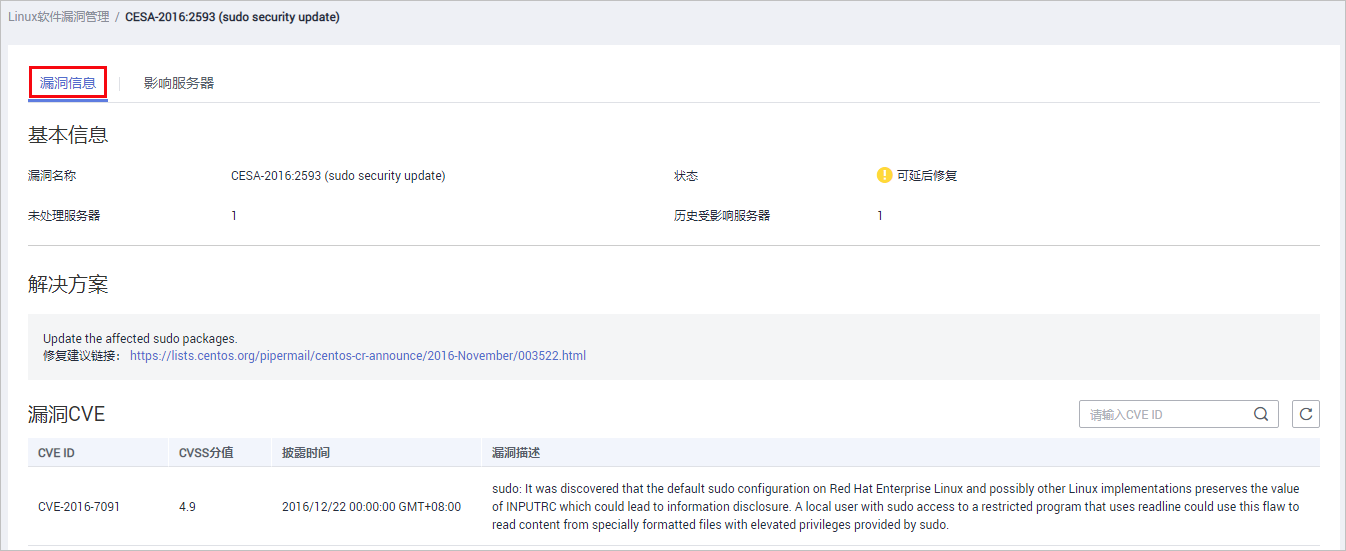 Linux软件漏洞管理 / CESA-2016:2593 (sudo security update)
漏洞信息 影响服务器
基本信息
漏洞名称 CESA-2016:2593 (sudo security update) 状态 可延后修复
未处理服务器 1 历史受影响服务器 1
解决方案
Update the affected sudo packages.
修复建议链接： https://lists.centos.org/pipermail/centos-cr-announce/2016-November/003522.html
漏洞CVE 请输入CVE ID
CVE ID CVSS分值 披露时间 漏洞描述
sudo: It was discovered that the default sudo configuration on Red Hat Enterprise Linux and possibly other Linux implementations preserves the value
CVE-2016-7091 4.9 2016/12/22 00:00:00 GMT+08:00 of INPUTRC which could lead to information disclosure. A local user with sudo access to a restricted program that uses readline could use this flaw to
read content from specially formatted files with elevated privileges provided by sudo.